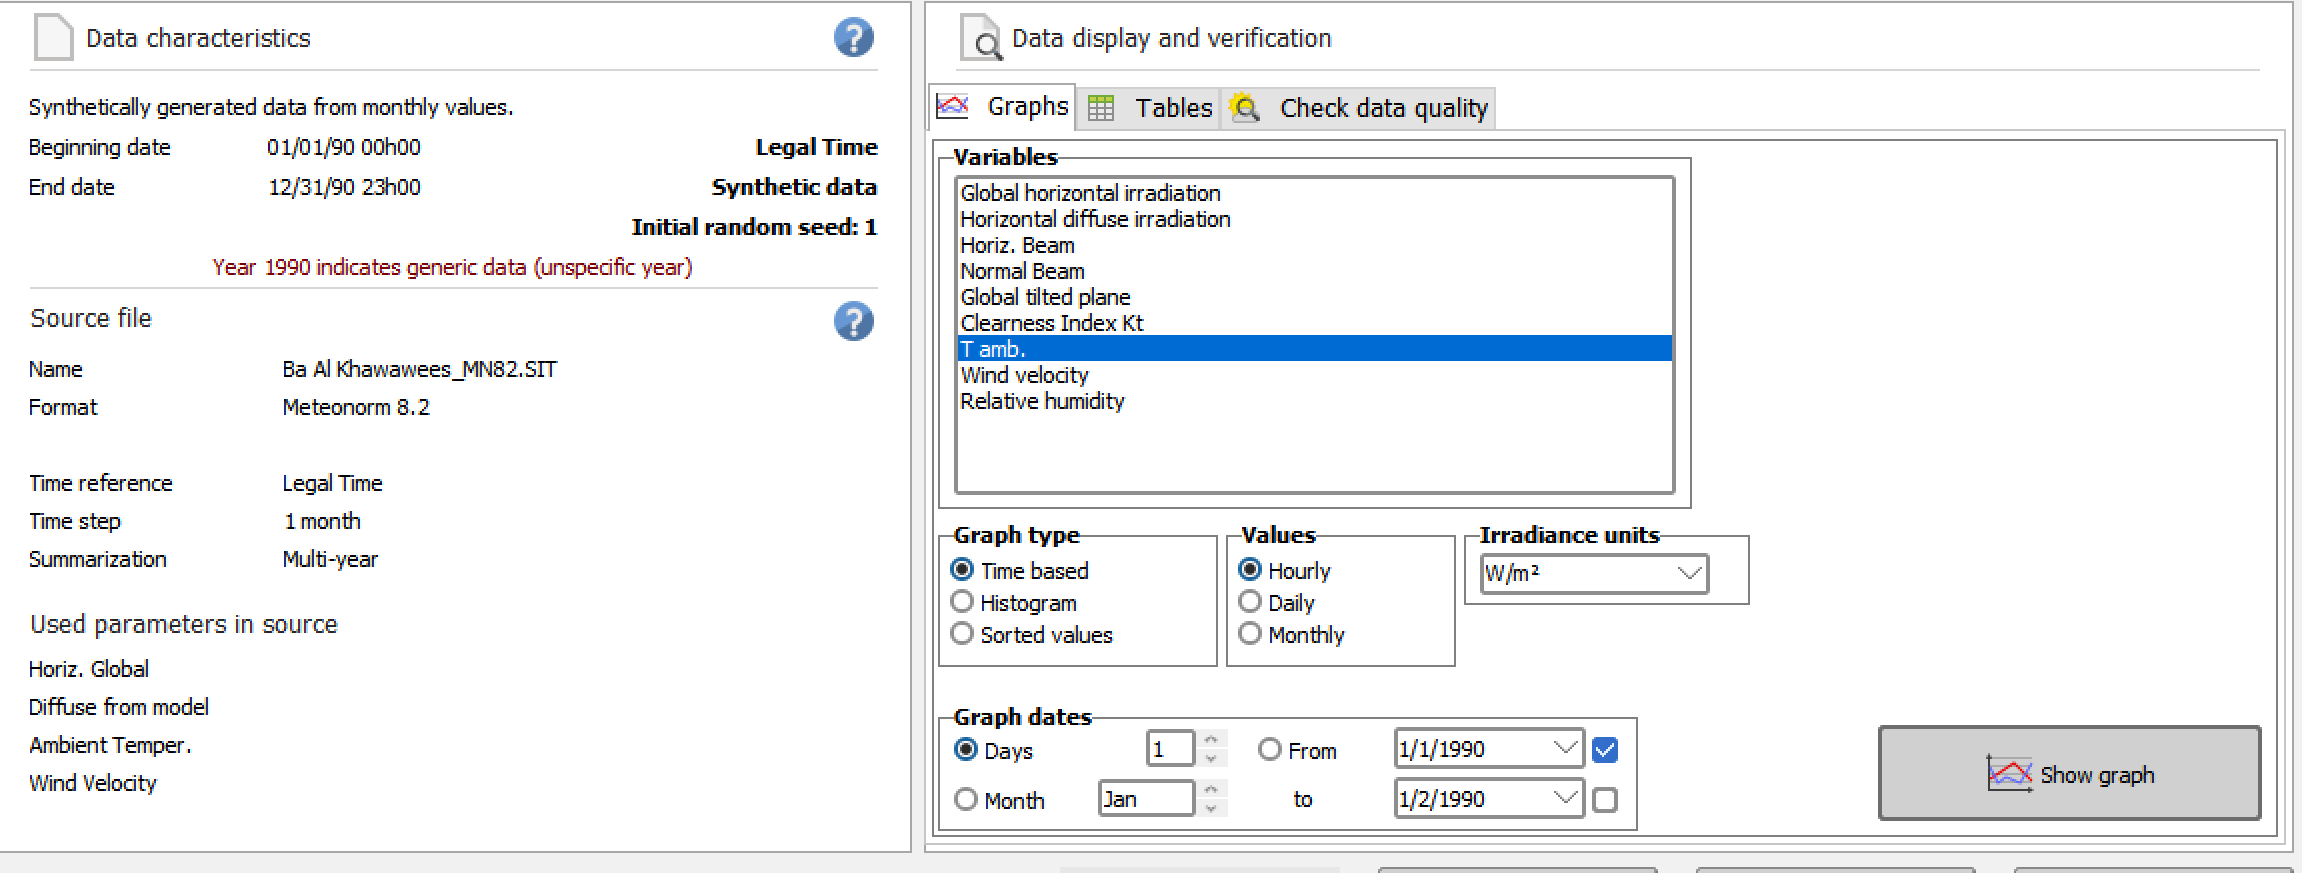 Data characteristics
Synthetically generated data from monthly values.
Beginning date 01/01/90 00h00 Legal Time
End date 12/31/90 23h00 Synthetic data
Initial random seed: 1
Year 1990 indicates generic data (unspecific year)
Source file
Name Ba Al Khawawees_MN82.SIT
Format Meteonorm 8.2
Time reference Legal Time
Time step 1 month
Summarization Multi-year
Used parameters in source
Horiz. Global
Diffuse from model
Ambient Temper.
Wind Velocity
Data display and verification
Graphs Tables Check data quality
Variables
Global horizontal irradiation
Horizontal diffuse irradiation
Horiz. Beam
Normal Beam
Global tilted plane
Clearness Index Kt
T amb.
Wind velocity
Relative humidity
Graph type
Time based
Histogram
Sorted values
Values
Hourly
Daily
Monthly
Irradiance units
W/m²
Graph dates
Days 1 From 1/1/1990
Month Jan to 1/2/1990
Show graph